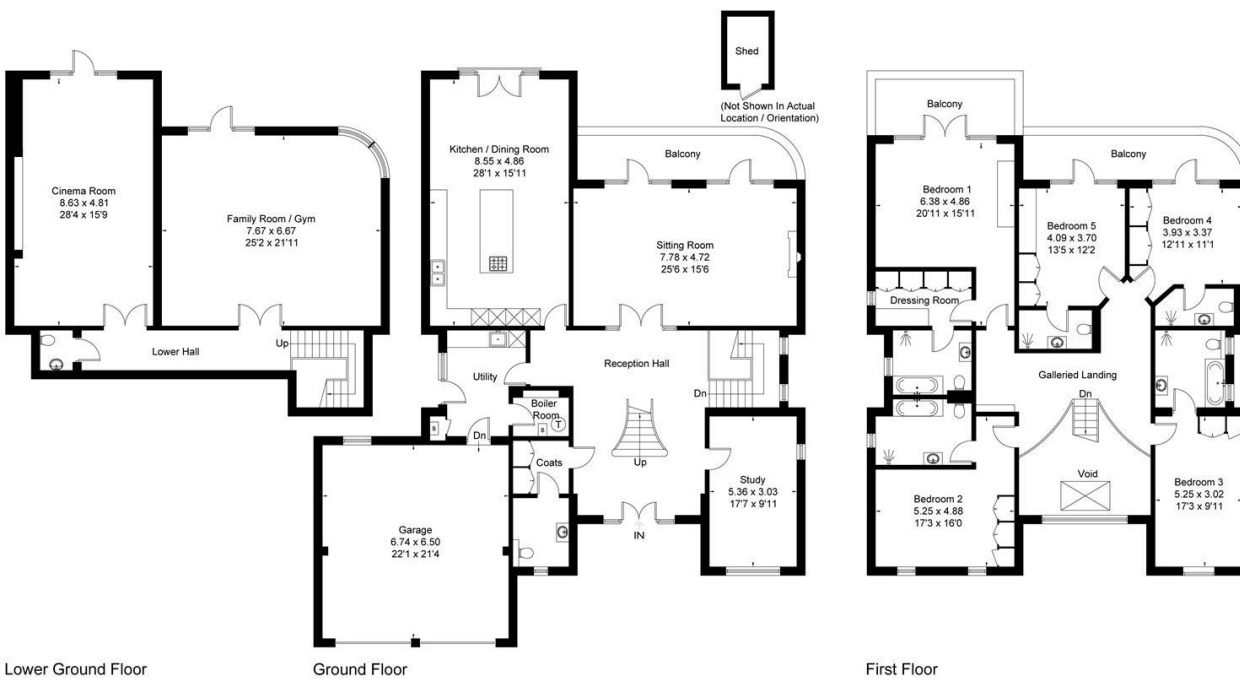 Shed
(Not Shown In Actual
Location / Orientation)
Cinema Room
8.63 x 4.81
28'4 x 15'9
Family Room / Gym
7.67 x 6.67
25'2 x 21'11
Lower Hall
Up
Lower Ground Floor
Kitchen / Dining Room
8.55 x 4.86
28'1 x 15'11
Balcony
Sitting Room
7.78 x 4.72
25'6 x 15'6
Reception Hall
Utility
Dn
Boiler
Room
B
T
B
Dn
Coats
Up
Study
5.36 x 3.03
17'7 x 9'11
Garage
6.74 x 6.50
22'1 x 21'4
IN
Ground Floor
Balcony
Balcony
Bedroom 1
6.38 x 4.86
20'11 x 15'11
Bedroom 5
4.09 x 3.70
13'5 x 12'2
Bedroom 4
3.93 x 3.37
12'11 x 11'1
Dressing Room
Galleried Landing
Dn
Void
Bedroom 2
5.25 x 4.88
17'3 x 16'0
Bedroom 3
5.25 x 3.02
17'3 x 9'11
First Floor